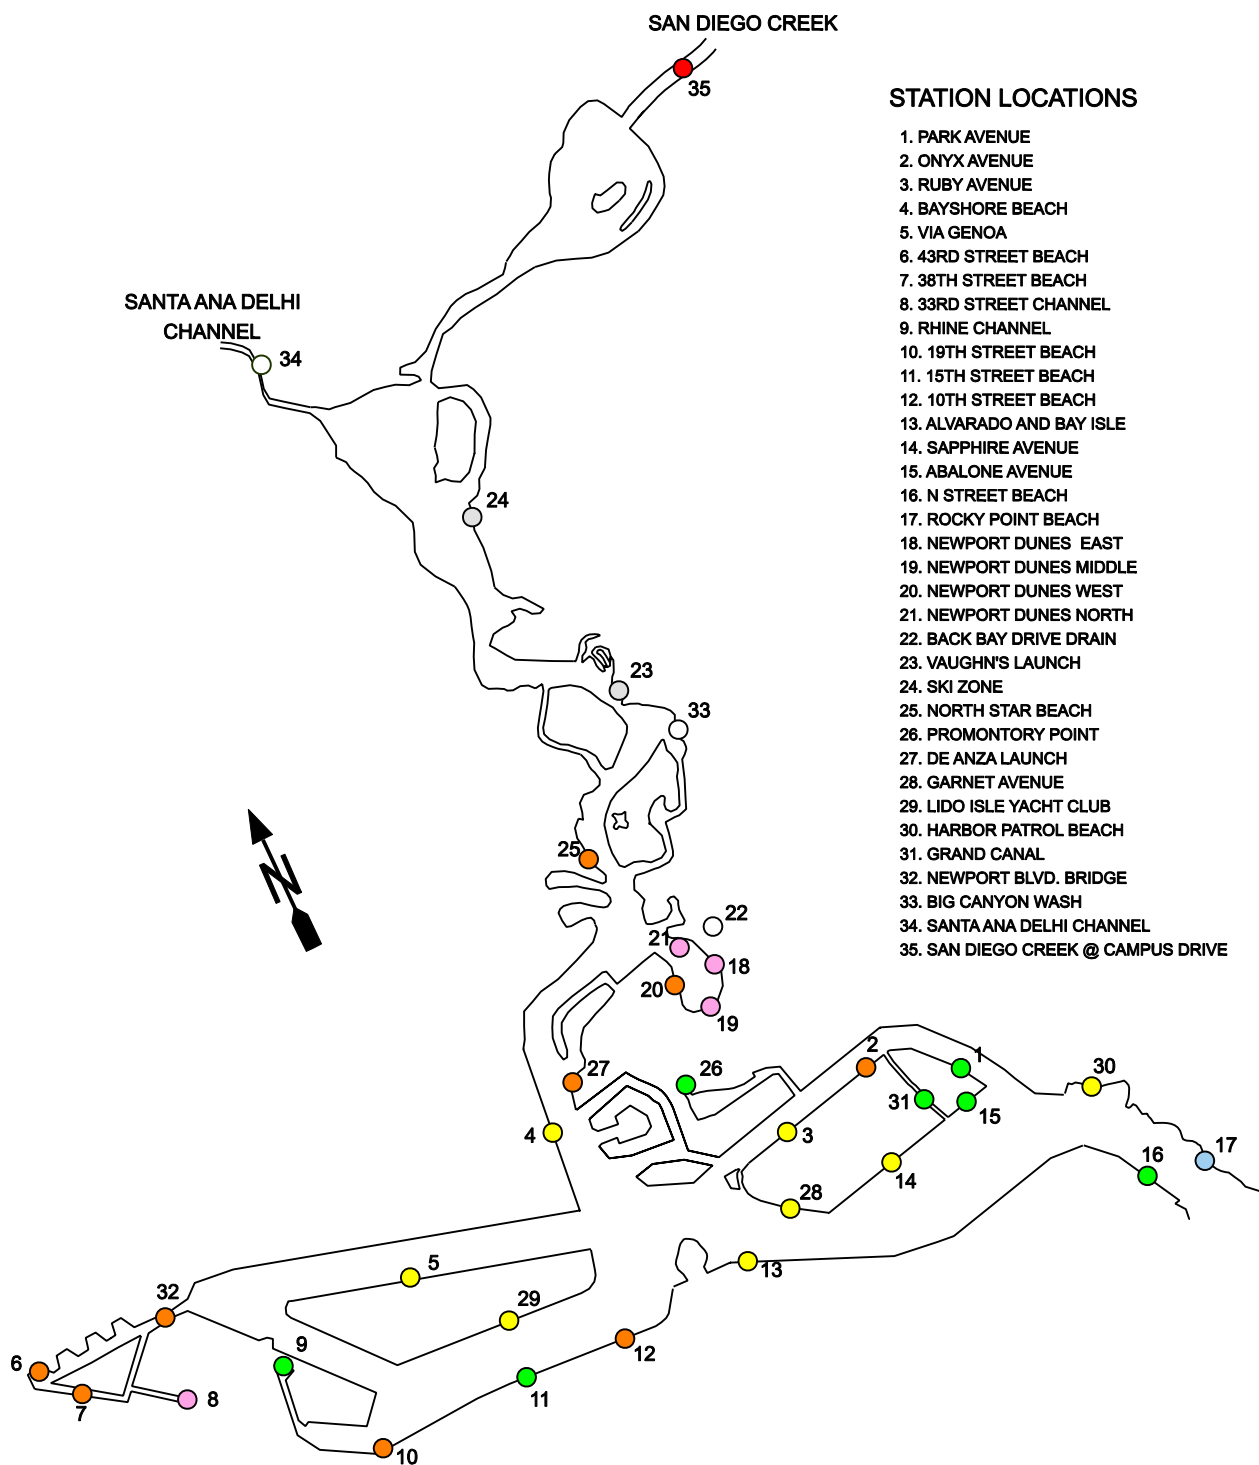 SAN DIEGO CREEK
35
STATION LOCATIONS
1. PARK AVENUE
2. ONYX AVENUE
3. RUBY AVENUE
4. BAYSHORE BEACH
5. VIA GENOA
6. 43RD STREET BEACH
7. 38TH STREET BEACH
8. 33RD STREET CHANNEL
9. RHINE CHANNEL
10. 19TH STREET BEACH
11. 15TH STREET BEACH
12. 10TH STREET BEACH
13. ALVARADO AND BAY ISLE
14. SAPPHIRE AVENUE
15. ABALONE AVENUE
16. N STREET BEACH
17. ROCKY POINT BEACH
18. NEWPORT DUNES EAST
19. NEWPORT DUNES MIDDLE
20. NEWPORT DUNES WEST
21. NEWPORT DUNES NORTH
22. BACK BAY DRIVE DRAIN
23. VAUGHN'S LAUNCH
24. SKI ZONE
25. NORTH STAR BEACH
26. PROMONTORY POINT
27. DE ANZA LAUNCH
28. GARNET AVENUE
29. LIDO ISLE YACHT CLUB
30. HARBOR PATROL BEACH
31. GRAND CANAL
32. NEWPORT BLVD. BRIDGE
33. BIG CANYON WASH
34. SANTA ANA DELHI CHANNEL
35. SAN DIEGO CREEK @ CAMPUS DRIVE
SANTA ANA DELHI
CHANNEL
34
24
23
33
N
25
22
21
18
20
19
2
1
27
26
30
31
15
4
3
17
16
14
28
5
13
32
29
9
12
6
11
8
7
10